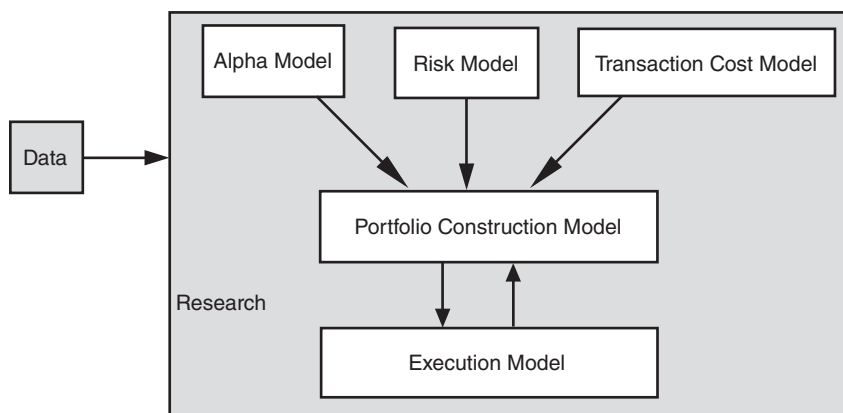 Alpha Model
Risk Model
Transaction Cost Model
Data
Portfolio Construction Model
Research
Execution Model